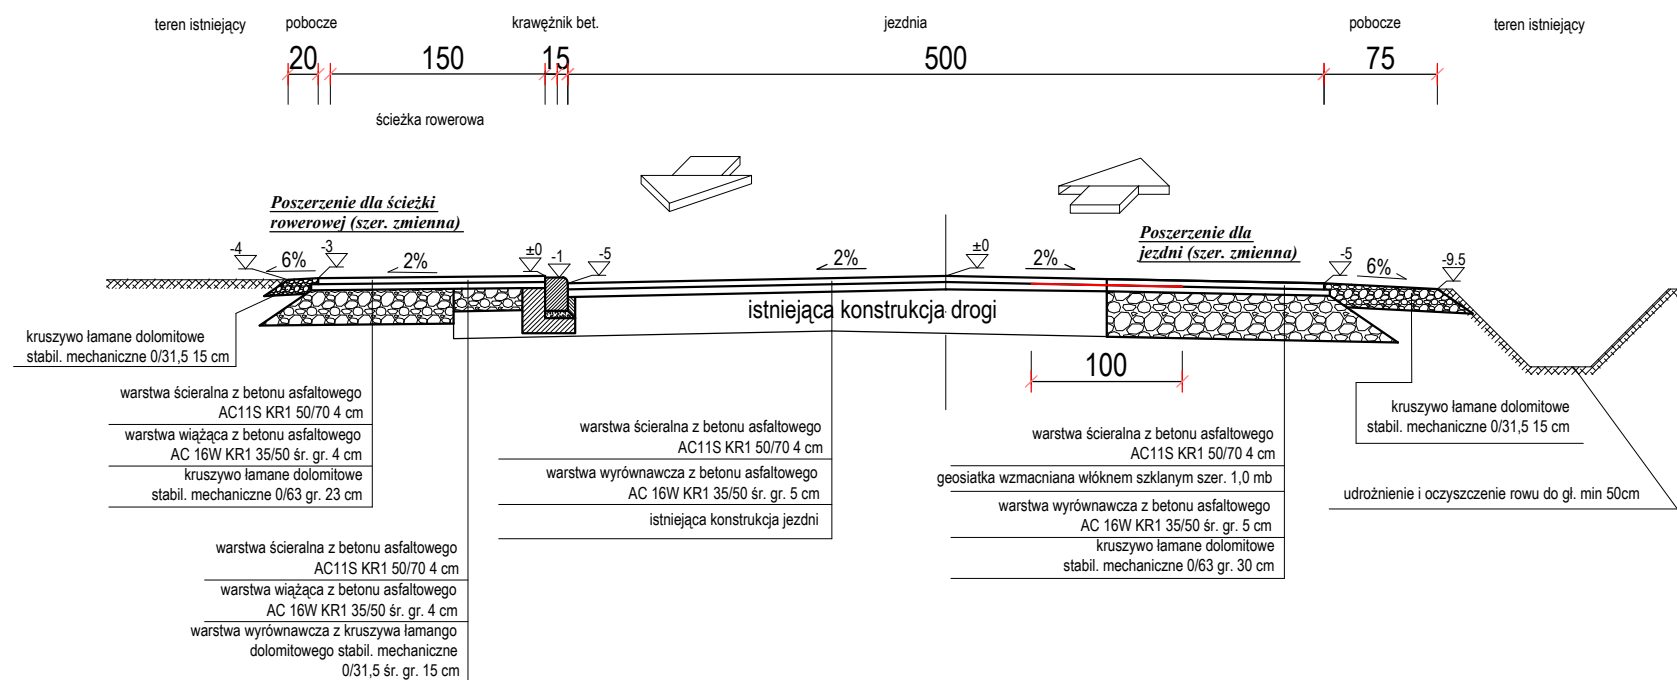 teren istniejący
pobocze
krawężnik bet.
jezdnia
pobocze
teren istniejący
20
150
15
500
75
ścieżka rowerowa
Poszerzenie dla ścieżki
rowerowej (szer. zmienna)
Poszerzenie dla
jezdni (szer. zmienna)
-4
6%
-3
2%
±0
-1
-5
2%
±0
2%
-5
6%
-9.5
istniejąca konstrukcja drogi
100
kruszywo łamane dolomitowe
stabil. mechaniczne 0/31,5 15 cm
warstwa ścieralna z betonu asfaltowego
AC11S KR1 50/70 4 cm
warstwa wiążąca z betonu asfaltowego
AC 16W KR1 35/50 śr. gr. 4 cm
kruszywo łamane dolomitowe
stabil. mechaniczne 0/63 gr. 23 cm
warstwa ścieralna z betonu asfaltowego
AC11S KR1 50/70 4 cm
warstwa wiążąca z betonu asfaltowego
AC 16W KR1 35/50 śr. gr. 4 cm
warstwa wyrównawcza z kruszywa łamango
dolomitowego stabil. mechaniczne
0/31,5 śr. gr. 15 cm
warstwa ścieralna z betonu asfaltowego
AC11S KR1 50/70 4 cm
warstwa wyrównawcza z betonu asfaltowego
AC 16W KR1 35/50 śr. gr. 5 cm
istniejąca konstrukcja jezdni
warstwa ścieralna z betonu asfaltowego
AC11S KR1 50/70 4 cm
geosiatka wzmacniana włóknem szklanym szer. 1,0 mb
warstwa wyrównawcza z betonu asfaltowego
AC 16W KR1 35/50 śr. gr. 5 cm
kruszywo łamane dolomitowe
stabil. mechaniczne 0/63 gr. 30 cm
kruszywo łamane dolomitowe
stabil. mechaniczne 0/31,5 15 cm
udrożnienie i oczyszczenie rowu do gł. min 50cm